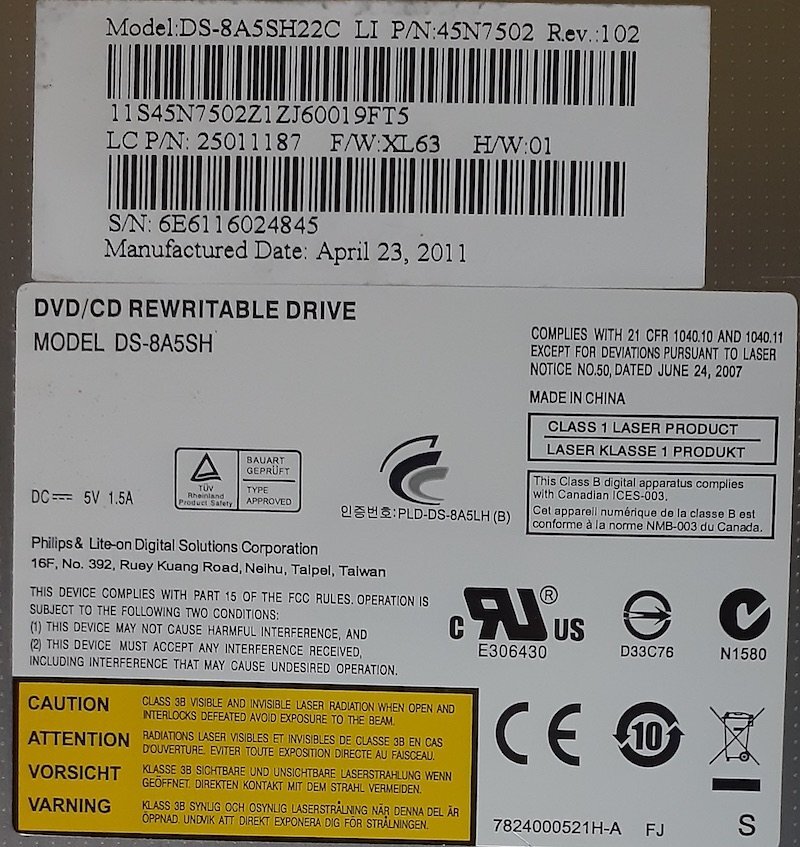 Model:DS-8A5SH22C LI P/N:45N7502 Rev.:102
11S45N7502Z1ZJ60019FT5
LC P/N: 25011187 F/W:XL63 H/W:01
S/N: 6E6116024845
Manufactured Date: April 23, 2011
DVD/CD REWRITABLE DRIVE
MODEL DS-8A5SH
COMPLIES WITH 21 CFR 1040.10 AND 1040.11
EXCEPT FOR DEVIATIONS PURSUANT TO LASER
NOTICE NO.50, DATED JUNE 24, 2007
MADE IN CHINA
CLASS 1 LASER PRODUCT
LASER KLASSE 1 PRODUKT
DC 5V 1.5A
TÜV
Rheinland
Product Safety
BAUART
GEPRÜFT
TYPE
APPROVED
인증번호:PLD-DS-8A5LH (B)
This Class B digital apparatus complies
with Canadian ICES-003.
Cet appareil numérique de la classe B est
conforme à la norme NMB-003 du Canada.
Philips & Lite-on Digital Solutions Corporation
16F, No. 392, Ruey Kuang Road, Neihu, Taipei, Taiwan
THIS DEVICE COMPLIES WITH PART 15 OF THE FCC RULES. OPERATION IS
SUBJECT TO THE FOLLOWING TWO CONDITIONS:
(1) THIS DEVICE MAY NOT CAUSE HARMFUL INTERFERENCE, AND
(2) THIS DEVICE MUST ACCEPT ANY INTERFERENCE RECEIVED,
INCLUDING INTERFERENCE THAT MAY CAUSE UNDESIRED OPERATION.
C RU ® US
E306430
D33C76
N1580
CAUTION CLASS 3B VISIBLE AND INVISIBLE LASER RADIATION WHEN OPEN AND
INTERLOCKS DEFEATED AVOID EXPOSURE TO THE BEAM.
ATTENTION RADIATIONS LASER VISIBLES ET INVISIBLES DE CLASSE 3B EN CAS
D'OUVERTURE. EVITER TOUTE EXPOSITION DIRECTE AU FAISCEAU.
VORSICHT KLASSE 3B SICHTBARE UND UNSICHTBARE LASERSTRAHLUNG WENN
GEÖFFNET. DIREKTEN KONTAKT MIT DEM STRAHL VERMEIDEN.
VARNING KLASS 3B SYNLIG OCH OSYNLIG LASERSTRÅLNING NÄR DENNA DEL ÄR
ÖPPNAD. UNDVIK ATT DIREKT EXPONERA DIG FÖR STRÅLNINGEN.
CE
10
7824000521H-A FJ S